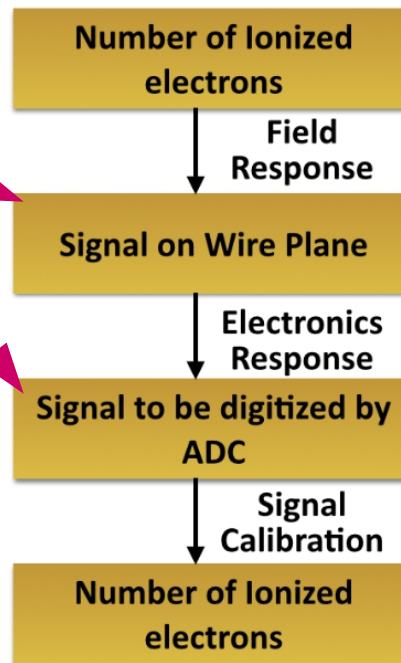 Number of Ionized
electrons
Field
Response
Signal on Wire Plane
Electronics
Response
Signal to be digitized by
ADC
Signal
Calibration
Number of Ionized
electrons